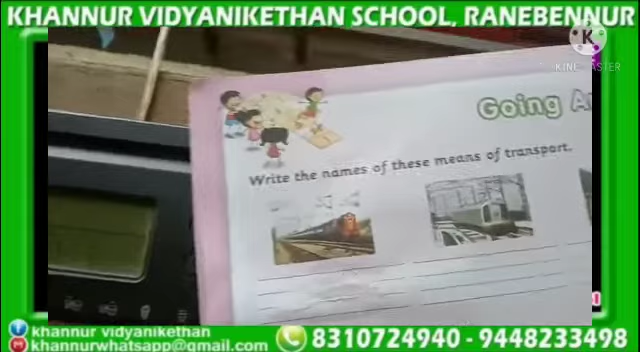 KHANNUR VIDYANIKETHAN SCHOOL, RANEBENNUR
K
KINEMASTER
Going
Write the names of these means of transport.
khannur vidyanikethan
khannurwhatsapp@gmail.com
8310724940 - 9448233498